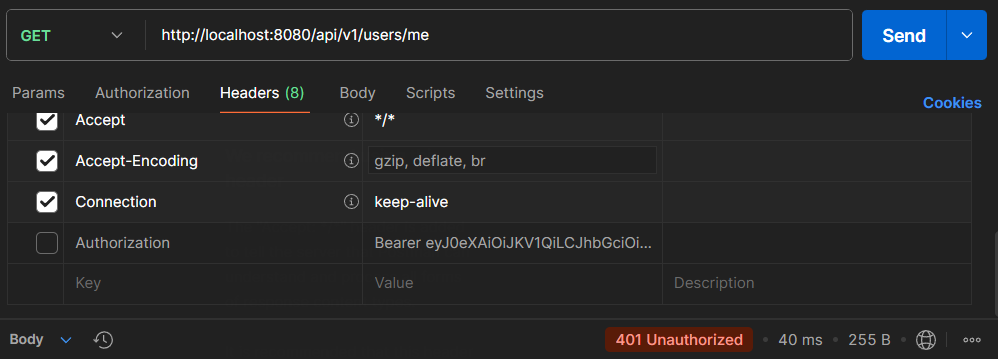 GET http://localhost:8080/api/v1/users/me Send
Params Authorization Headers (8) Body Scripts Settings Cookies
Accept */*
Accept-Encoding gzip, deflate, br
Connection keep-alive
Authorization Bearer eyJ0eXAiOiJKV1QiLCJhbGciOi...
Key Value Description
Body 401 Unauthorized 40 ms 255 B